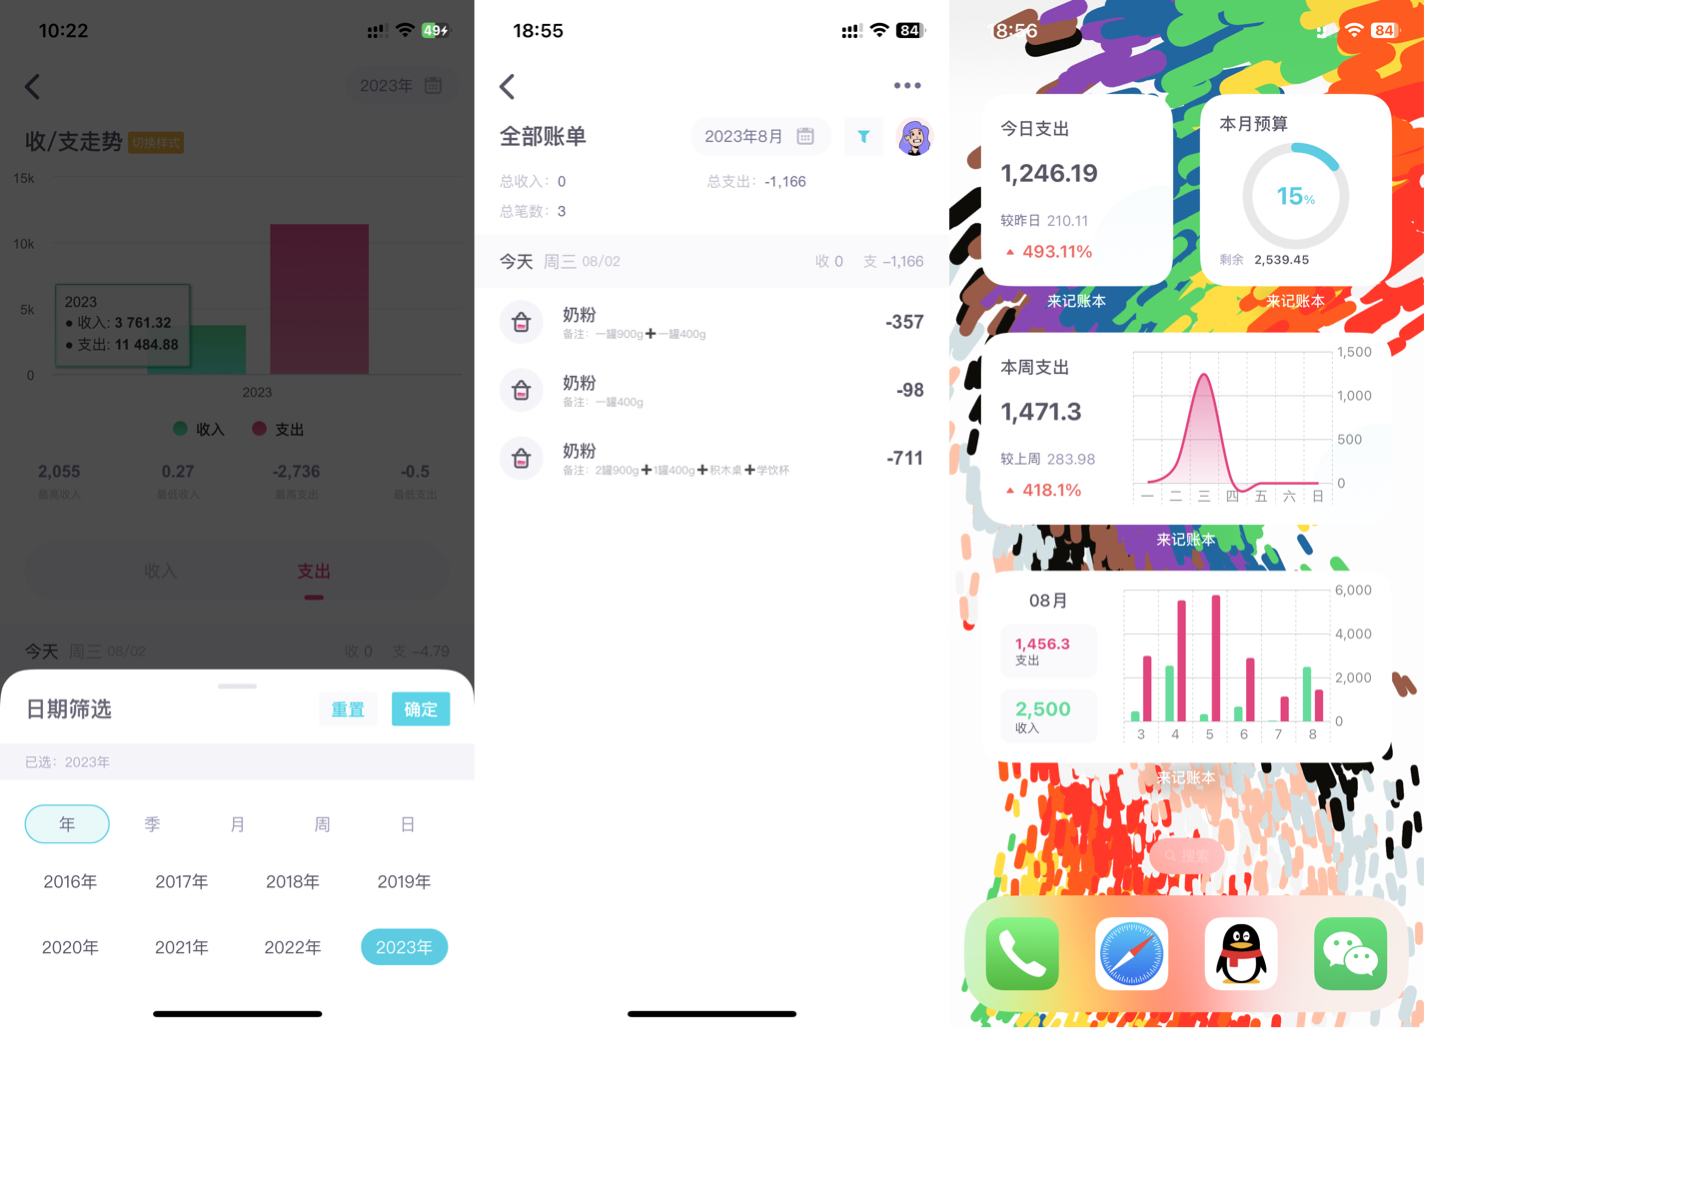 10:22
49
2023年
收/支走势 切换样式
15k
10k
5k
0
2023
收入: 3 761.32
支出: 11 484.88
2023
收入 支出
2,055 0.27 -2,736 -0.5
最高收入 最低收入 最高支出 最低支出
收入 支出
今天 周三 08/02 收 0 支 -4.79
日期筛选 重置 确定
已选：2023年
年 季 月 周 日
2016年 2017年 2018年 2019年
2020年 2021年 2022年 2023年
18:55
84
全部账单 2023年8月
总收入：0 总支出：-1,166
总笔数：3
今天 周三 08/02 收 0 支 -1,166
奶粉 -357
备注：一罐900g➕一罐400g
奶粉 -98
备注：一罐400g
奶粉 -711
备注：2罐900g➕1罐400g➕积木桌➕学饮杯
18:56
84
今日支出
1,246.19
较昨日 210.11
493.11%
来记账本
本月预算
15%
剩余 2,539.45
来记账本
本周支出
1,471.3
较上周 283.98
418.1%
1,500
1,000
500
0
一 二 三 四 五 六 日
来记账本
08月
1,456.3
支出
2,500
收入
6,000
4,000
2,000
0
3 4 5 6 7 8
来记账本
搜索